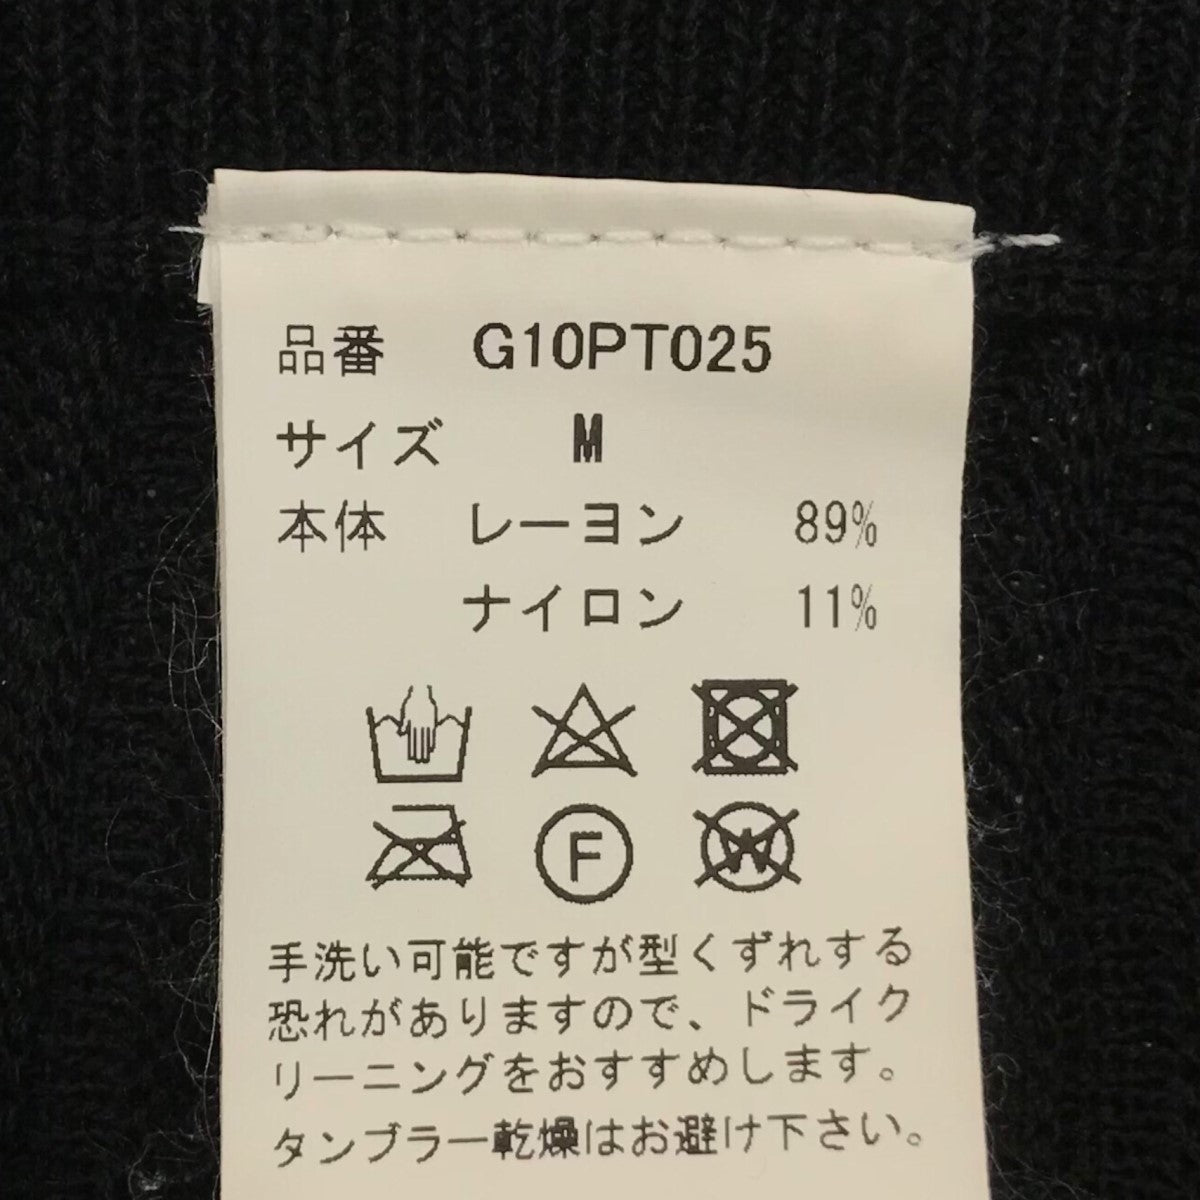 品番 G10PT025
サイズ M
本体 レーヨン 89%
ナイロン 11%
F W
手洗い可能ですが型くずれする
恐れがありますので、ドライク
リーニングをおすすめします。
タンブラー乾燥はお避け下さい。